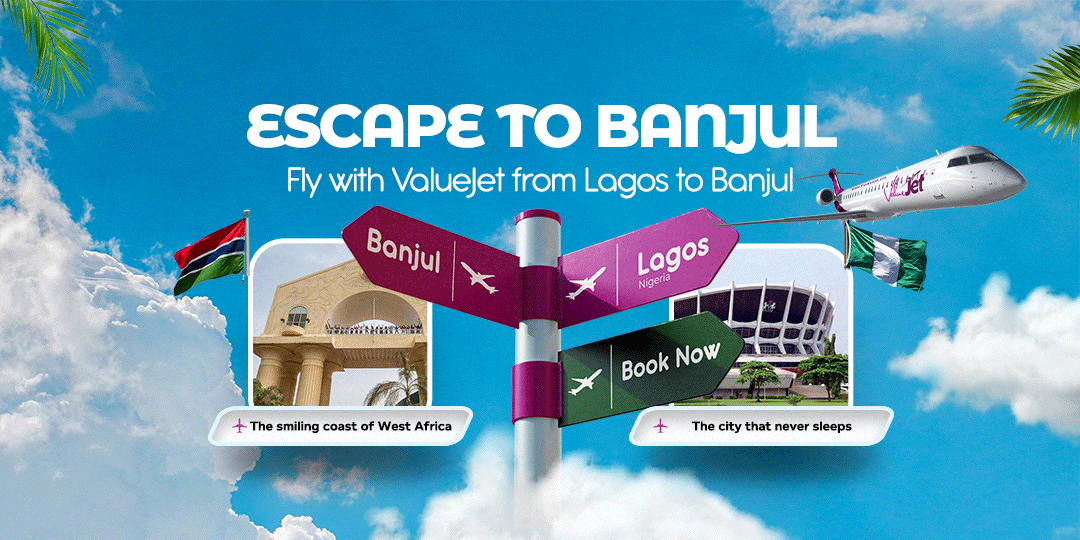 ESCAPE TO BANJUL
Fly with ValueJet from Lagos to Banjul
ValueJet
Banjul
Lagos
Nigeria
Book Now
The smiling coast of West Africa
The city that never sleeps